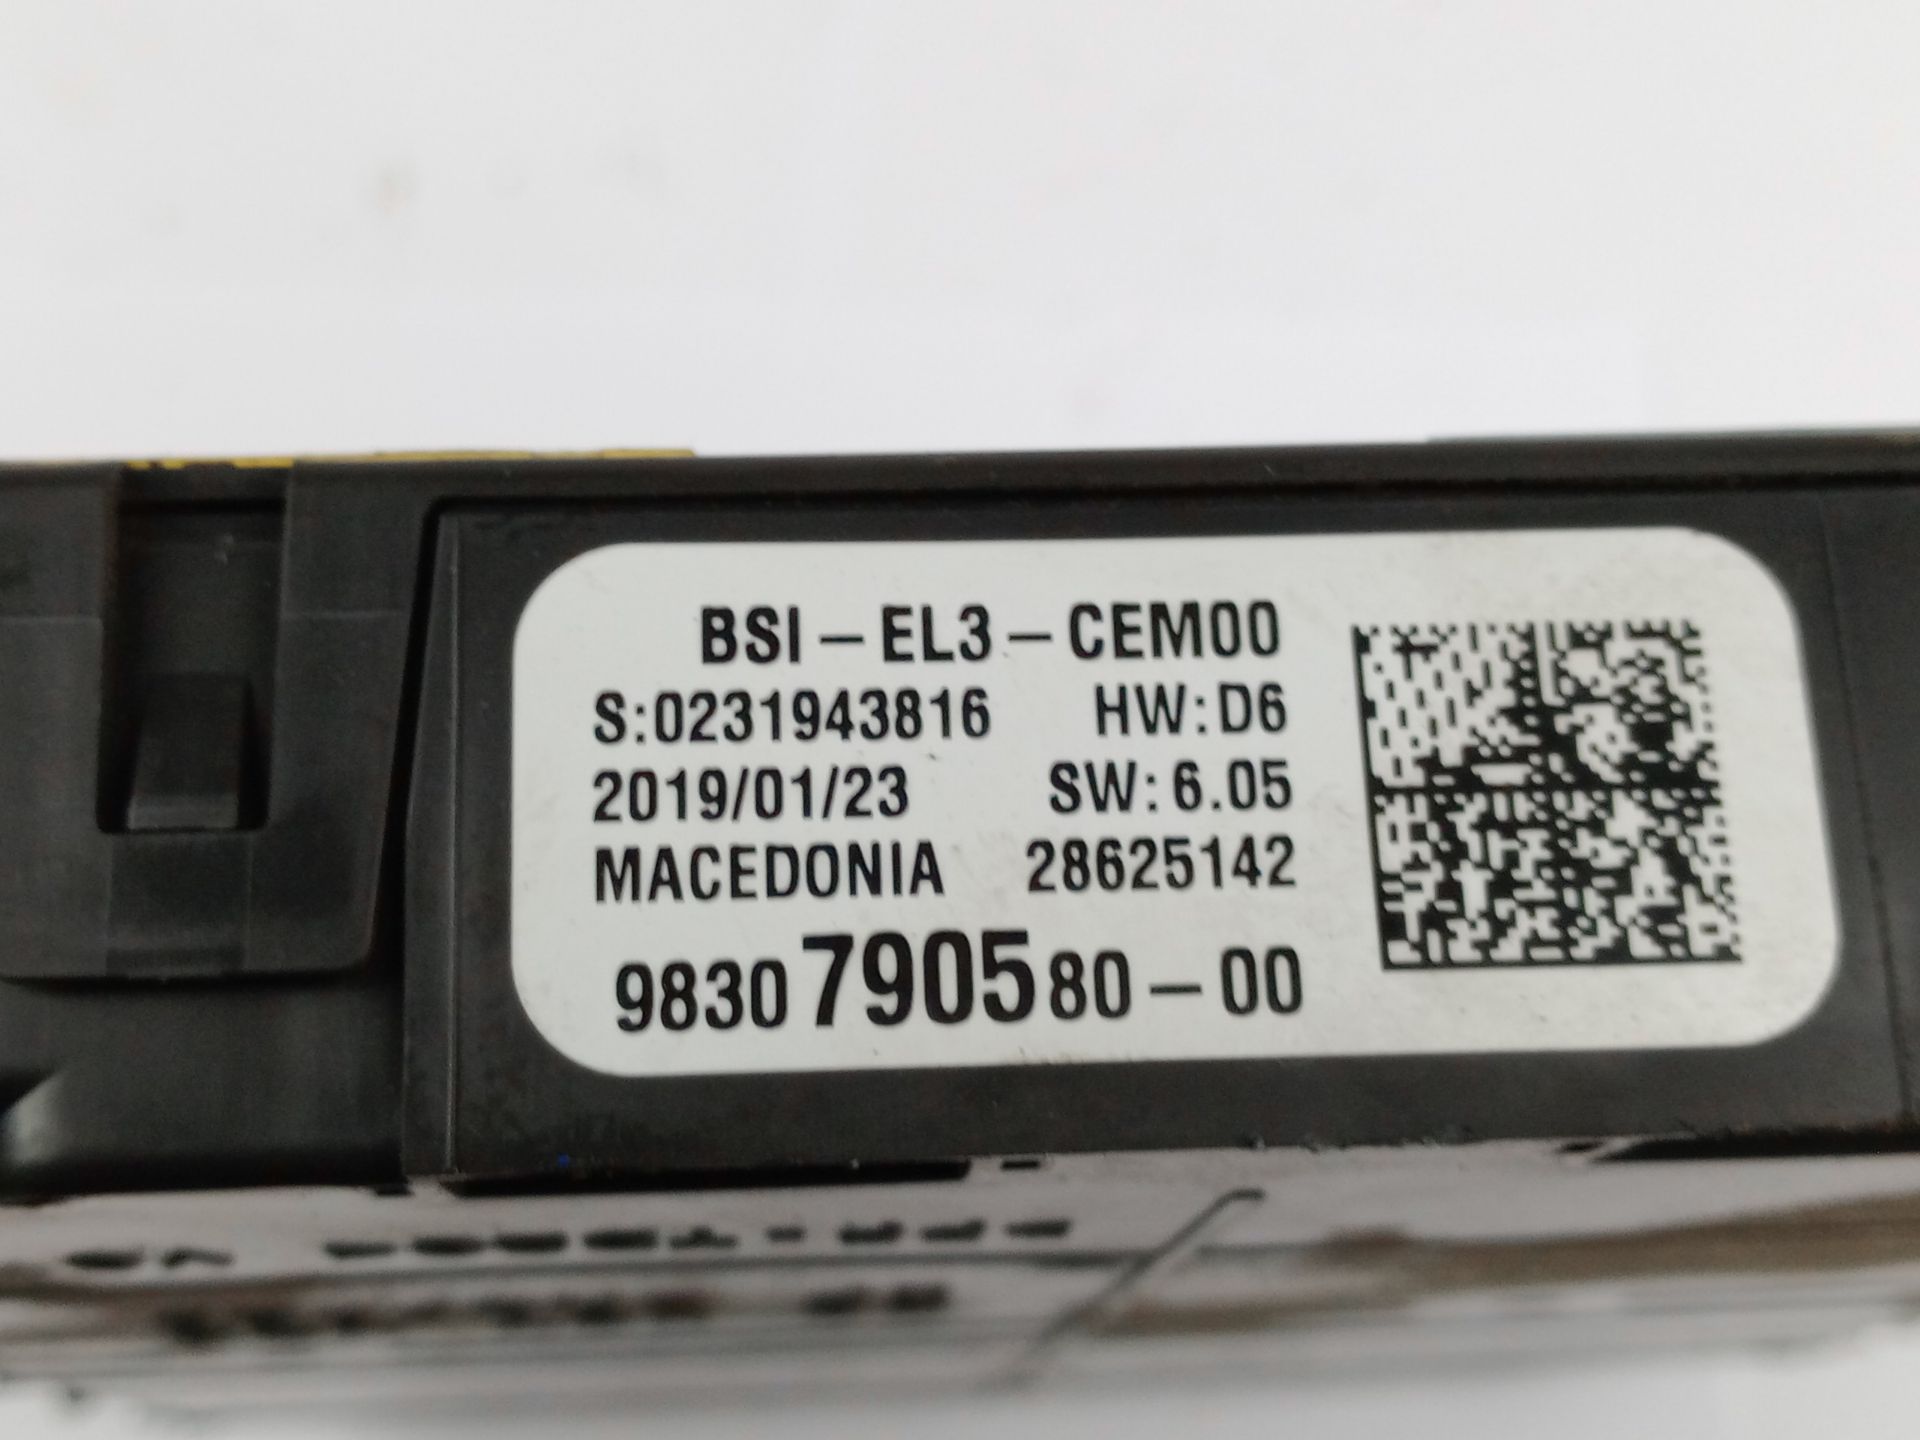 BSI-EL3-CEM00
S:0231943816 HW:D6
2019/01/23 SW:6.05
MACEDONIA 28625142
9830790580-00